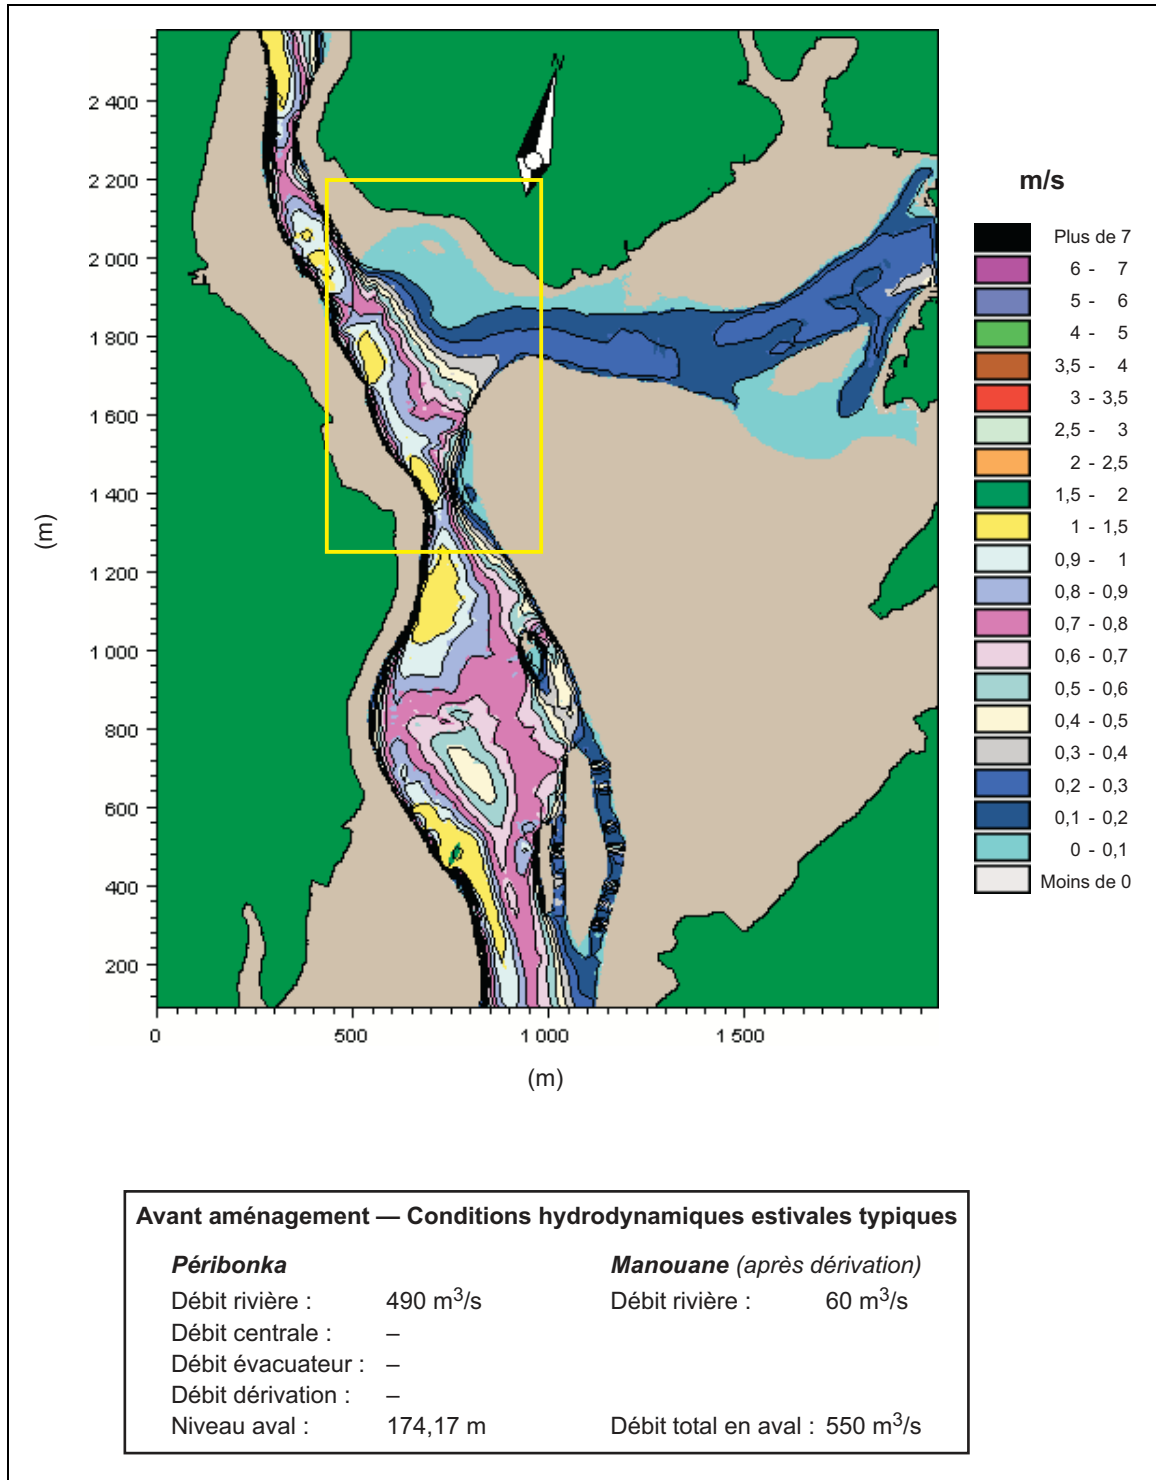 N
2 400
2 200
2 000
1 800
1 600
1 400
1 200
1 000
800
600
400
200
(m)
0
500
1 000
1 500
(m)
m/s
Plus de 7
6 - 7
5 - 6
4 - 5
3,5 - 4
3 - 3,5
2,5 - 3
2 - 2,5
1,5 - 2
1 - 1,5
0,9 - 1
0,8 - 0,9
0,7 - 0,8
0,6 - 0,7
0,5 - 0,6
0,4 - 0,5
0,3 - 0,4
0,2 - 0,3
0,1 - 0,2
0 - 0,1
Moins de 0
Avant aménagement — Conditions hydrodynamiques estivales typiques
Péribonka Manouane (après dérivation)
Débit rivière : 490 m³/s Débit rivière : 60 m³/s
Débit centrale : –
Débit évacuateur : –
Débit dérivation : –
Niveau aval : 174,17 m Débit total en aval : 550 m³/s